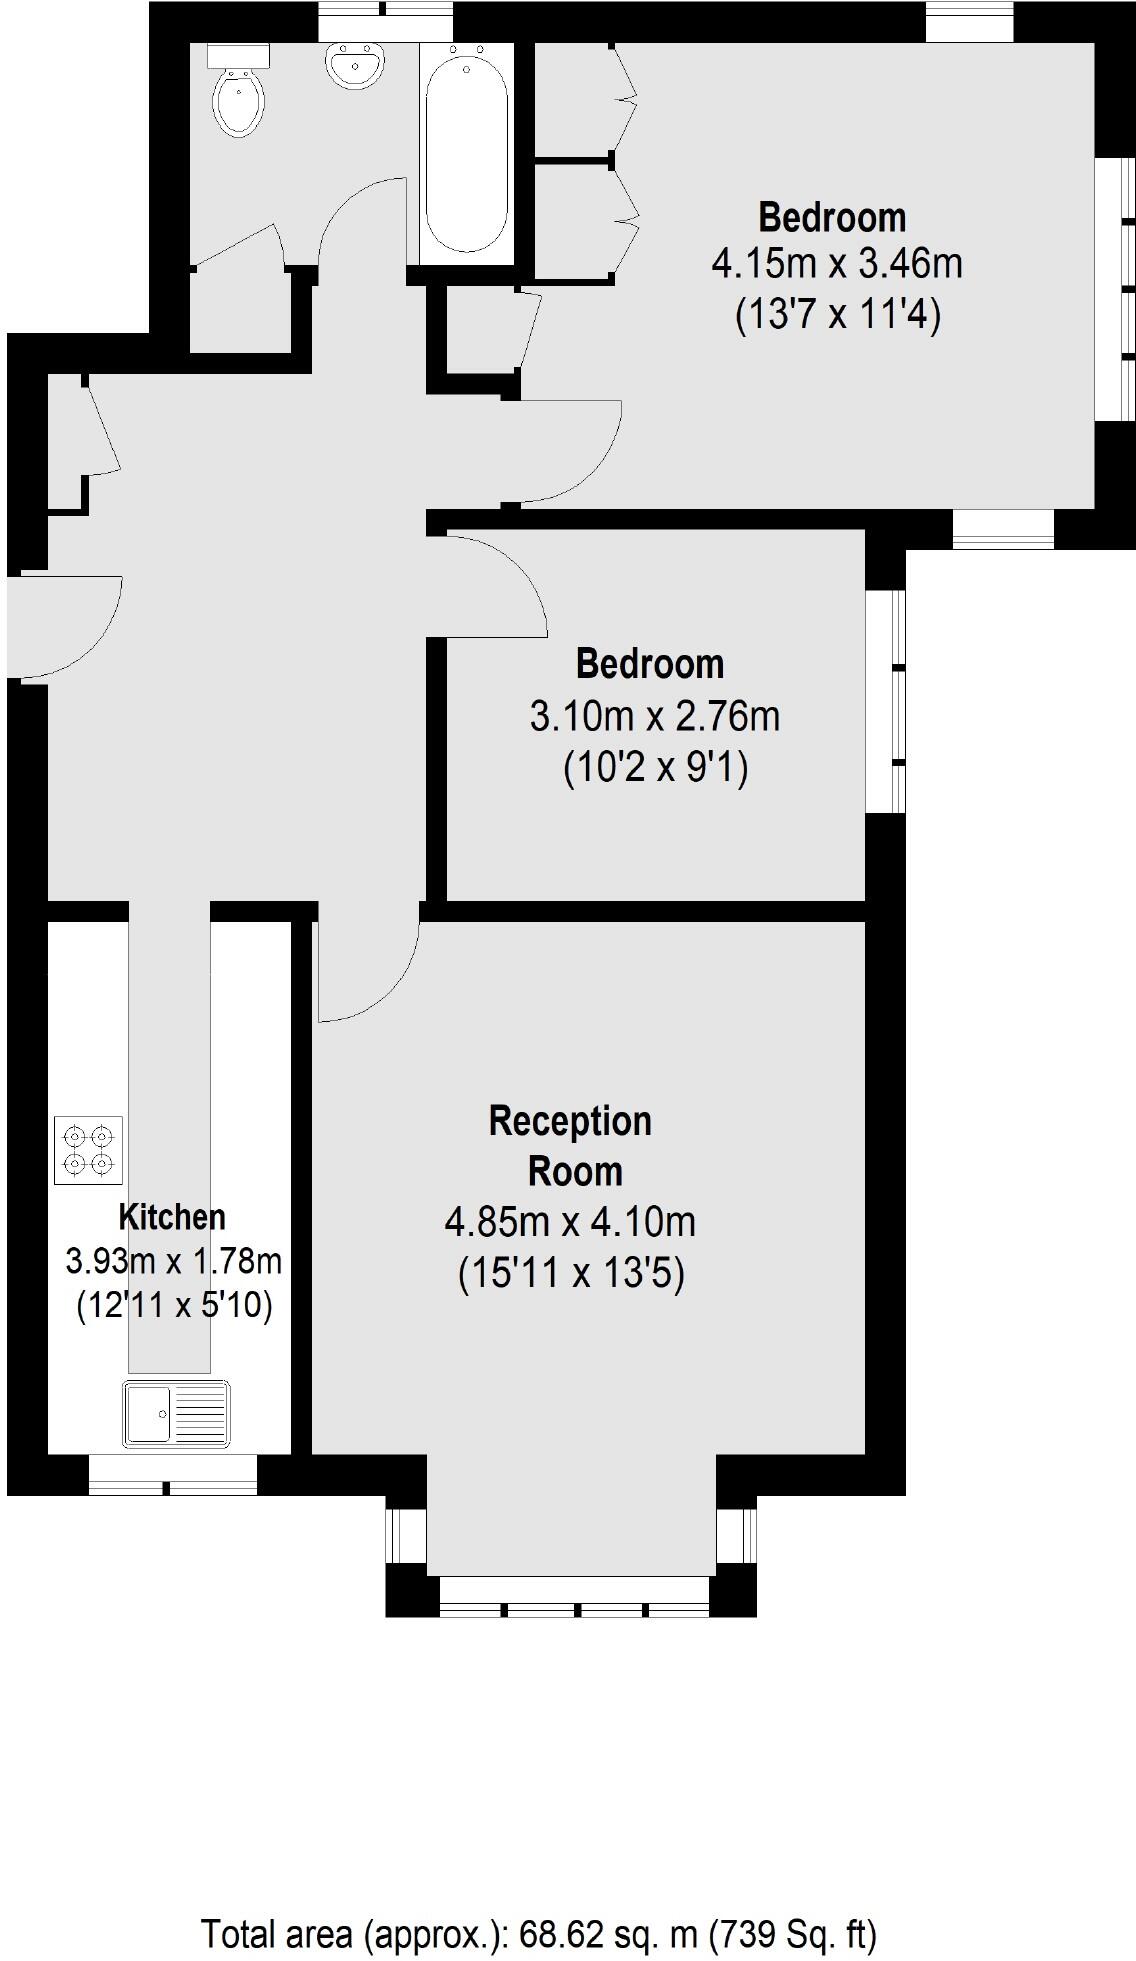 Bedroom
4.15m x 3.46m
(13'7 x 11'4)
Bedroom
3.10m x 2.76m
(10'2 x 9'1)
Reception
Room
4.85m x 4.10m
(15'11 x 13'5)
Kitchen
3.93m x 1.78m
(12'11 x 5'10)
Total area (approx.): 68.62 sq. m (739 Sq. ft)